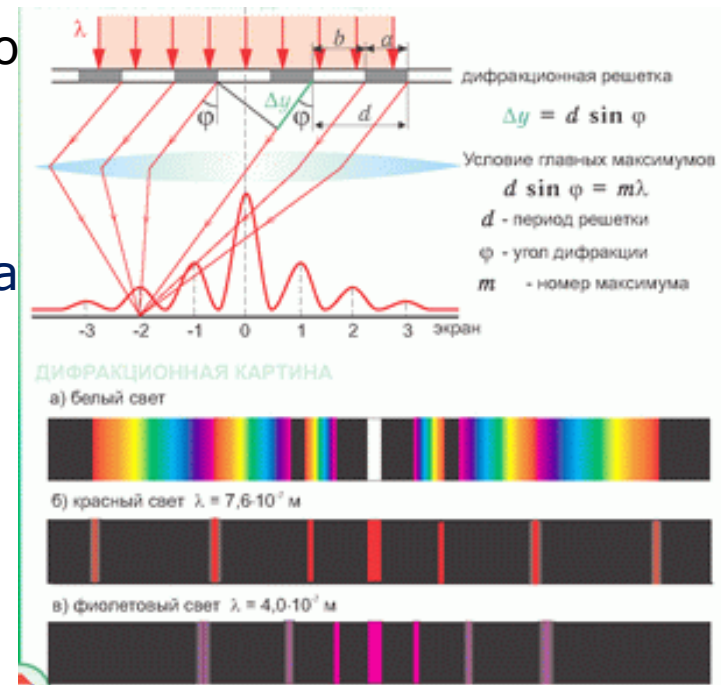 о
λ
b a
дифракционная решетка
Δy
φ φ d
Δy = d sin φ
Условие главных максимумов
d sin φ = mλ
d - период решетки
φ - угол дифракции
а
m - номер максимума
-3 -2 -1 0 1 2 3 экран
ДИФРАКЦИОННАЯ КАРТИНА
а) белый свет
б) красный свет λ = 7,6·10⁻⁷ м
в) фиолетовый свет λ = 4,0·10⁻⁷ м